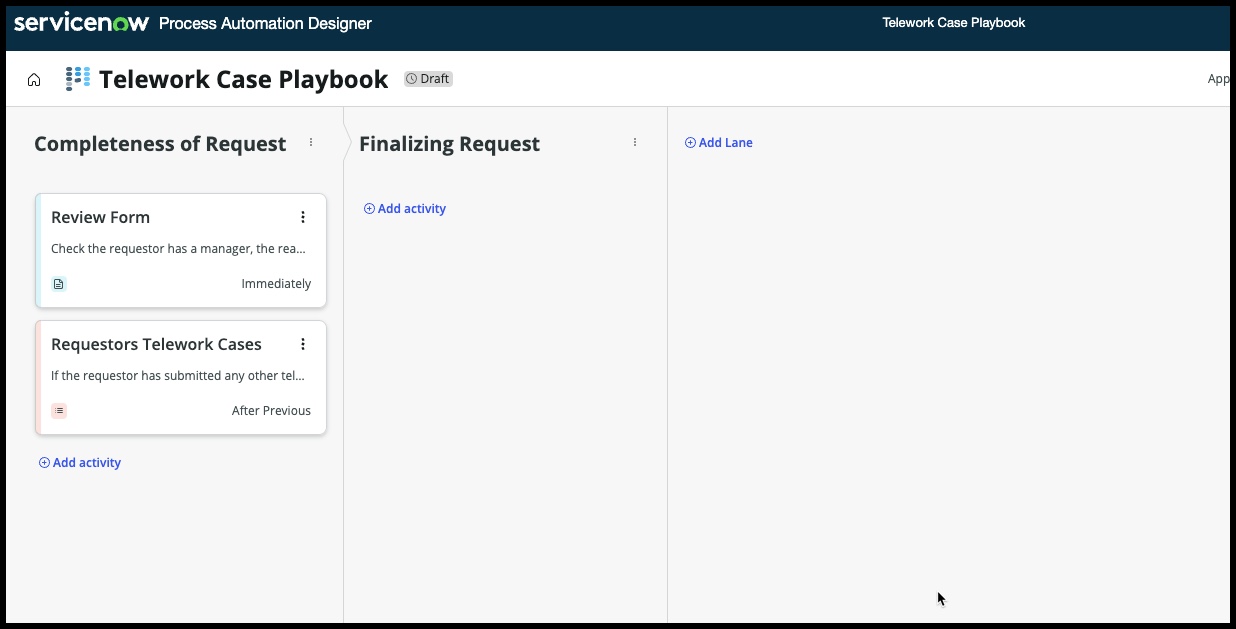 servicenow Process Automation Designer
Telework Case Playbook
Telework Case Playbook
Draft
App
Completeness of Request
Finalizing Request
Add Lane
Review Form
Check the requestor has a manager, the rea...
Immediately
Requestors Telework Cases
If the requestor has submitted any other tel...
After Previous
Add activity
Add activity